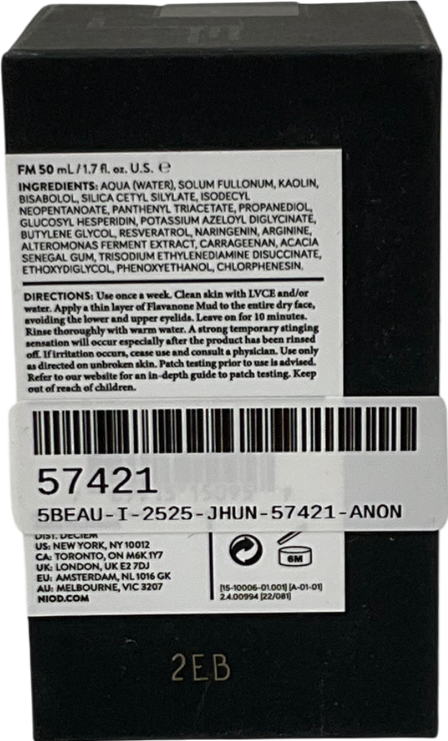 FM 50 mL / 1.7 fl. oz. U.S. ℮
INGREDIENTS: AQUA (WATER), SOLUM FULLONUM, KAOLIN,
BISABOLOL, SILICA CETYL SILYLATE, ISODECYL
NEOPENTANOATE, PANTHENYL TRIACETATE, PROPANEDIOL,
GLUCOSYL HESPERIDIN, POTASSIUM AZELOYL DIGLYCINATE,
BUTYLENE GLYCOL, RESVERATROL, NARINGENIN, ARGININE,
ALTEROMONAS FERMENT EXTRACT, CARRAGEENAN, ACACIA
SENEGAL GUM, TRISODIUM ETHYLENEDIAMINE DISUCCINATE,
ETHOXYDIGLYCOL, PHENOXYETHANOL, CHLORPHENESIN.
DIRECTIONS: Use once a week. Clean skin with LVCE and/or
water. Apply a thin layer of Flavanone Mud to the entire dry face,
avoiding the lower and upper eyelids. Leave on for 10 minutes.
Rinse thoroughly with warm water. A strong temporary stinging
sensation will occur especially after the product has been rinsed
off. If irritation occurs, cease use and consult a physician. Use only
as directed on unbroken skin. Patch testing prior to use is advised.
Refer to our website for an in-depth guide to patch testing. Keep
out of reach of children.
57421
5BEAU-I-2525-JHUN-57421-ANON
DIST. DECIEM
US: NEW YORK, NY 10012
CA: TORONTO, ON M6K 1Y7
UK: LONDON, UK E2 7DJ
EU: AMSTERDAM, NL 1016 GK
AU: MELBOURNE, VIC 3207
NIOD.COM
6M
[15-10006-01.001] [A-01-01]
2.4.00994 [22/081]
2EB